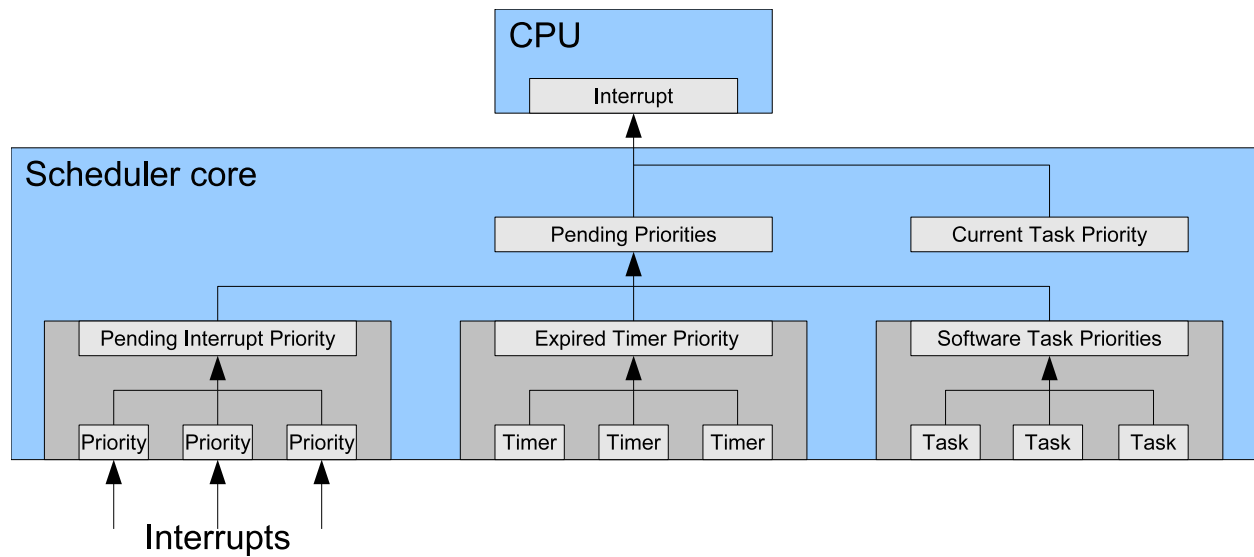 CPU
Interrupt
Scheduler core
Pending Priorities
Current Task Priority
Pending Interrupt Priority
Expired Timer Priority
Software Task Priorities
Priority
Priority
Priority
Timer
Timer
Timer
Task
Task
Task
Interrupts